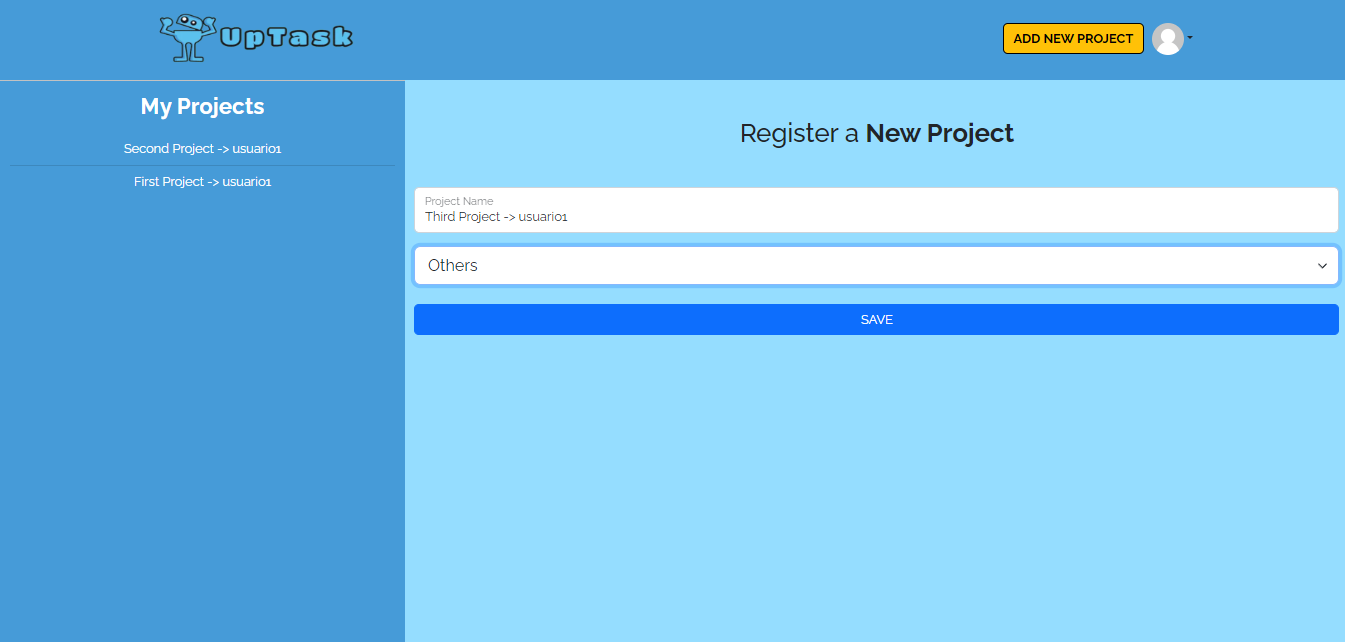 UpTask
ADD NEW PROJECT
My Projects
Second Project -> usuario1
First Project -> usuario1
Register a New Project
Project Name
Third Project -> usuario1
Others
SAVE